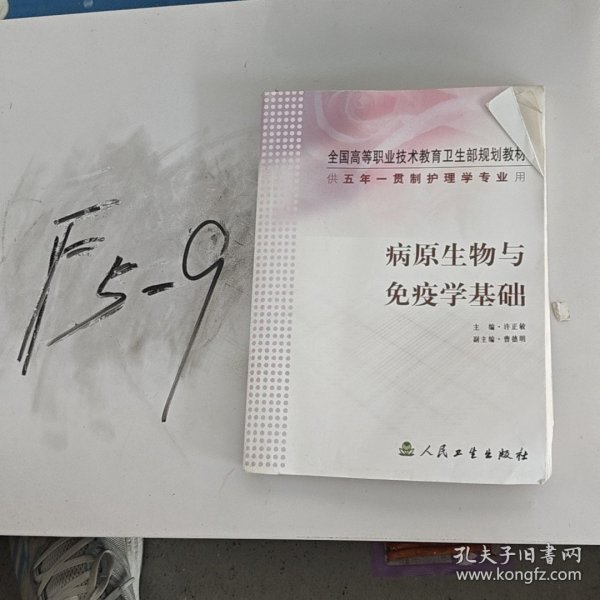 F5-9
全国高等职业技术教育卫生部规划教材
供五年一贯制护理学专业用
病原生物与
免疫学基础
主 编·许正敏
副主编·曹德明
人民卫生出版社
孔夫子旧书网
www.kongfz.com